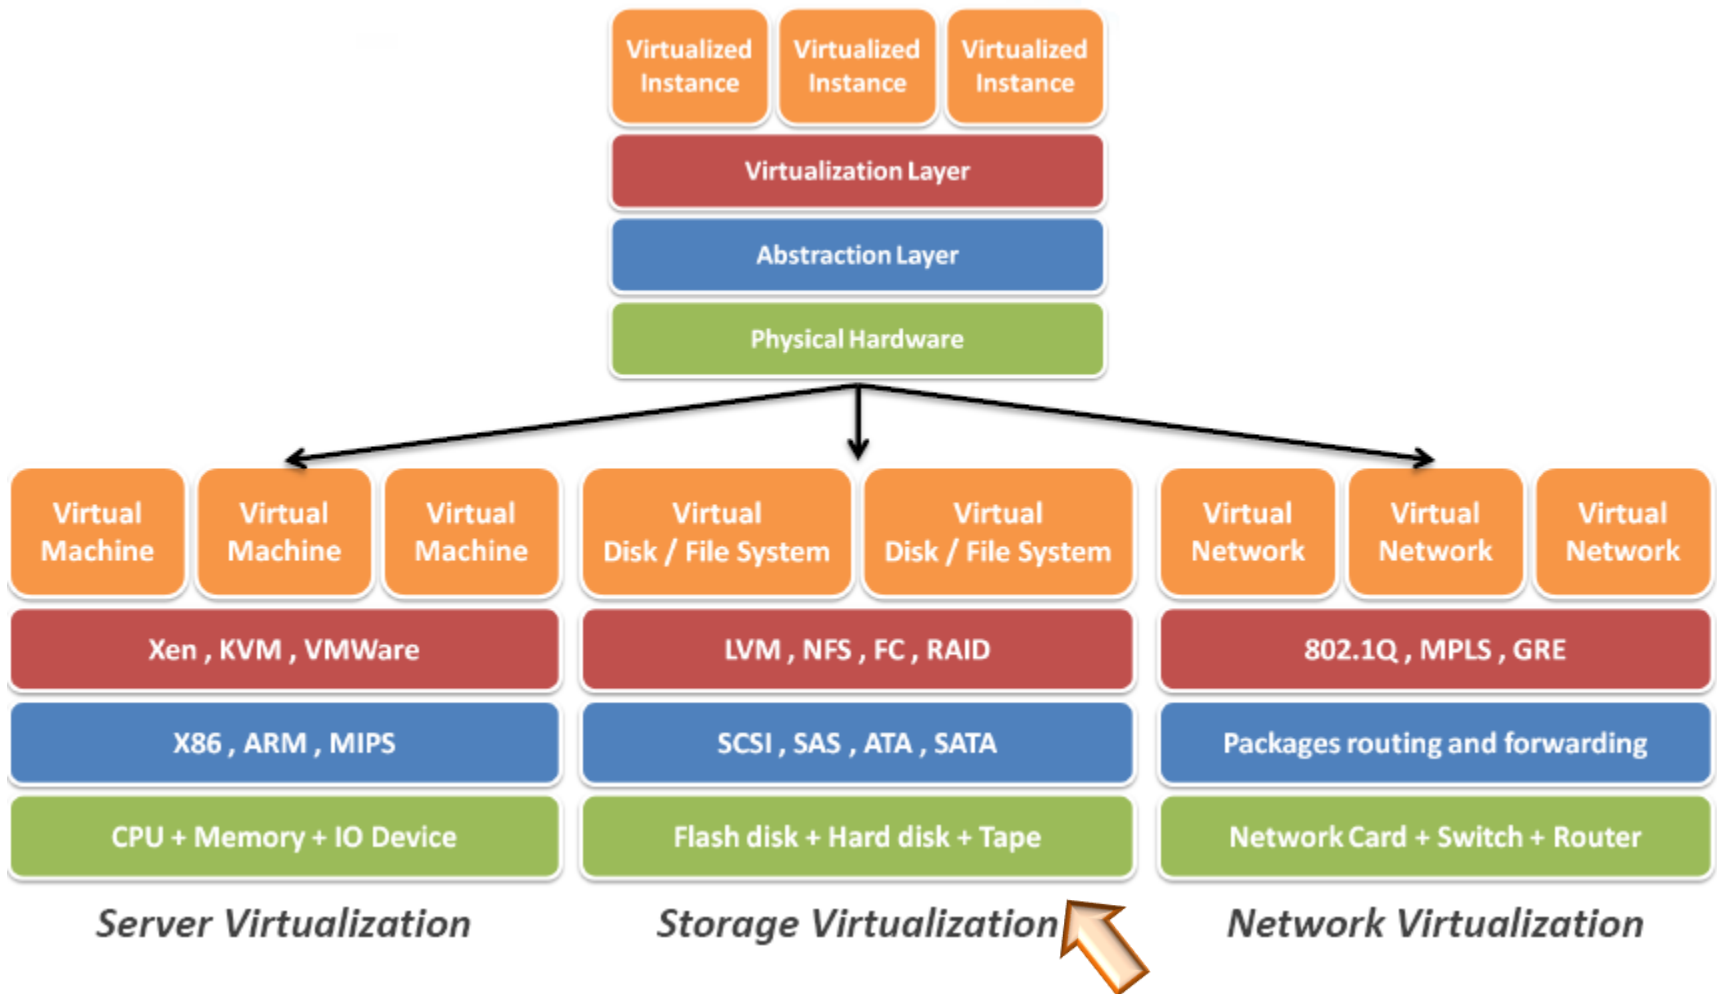 Virtualized
Instance
Virtualized
Instance
Virtualized
Instance
Virtualization Layer
Abstraction Layer
Physical Hardware
Virtual
Machine
Virtual
Machine
Virtual
Machine
Xen , KVM , VMWare
X86 , ARM , MIPS
CPU + Memory + IO Device
Server Virtualization
Virtual
Disk / File System
Virtual
Disk / File System
LVM , NFS , FC , RAID
SCSI , SAS , ATA , SATA
Flash disk + Hard disk + Tape
Storage Virtualization
Virtual
Network
Virtual
Network
Virtual
Network
802.1Q , MPLS , GRE
Packages routing and forwarding
Network Card + Switch + Router
Network Virtualization